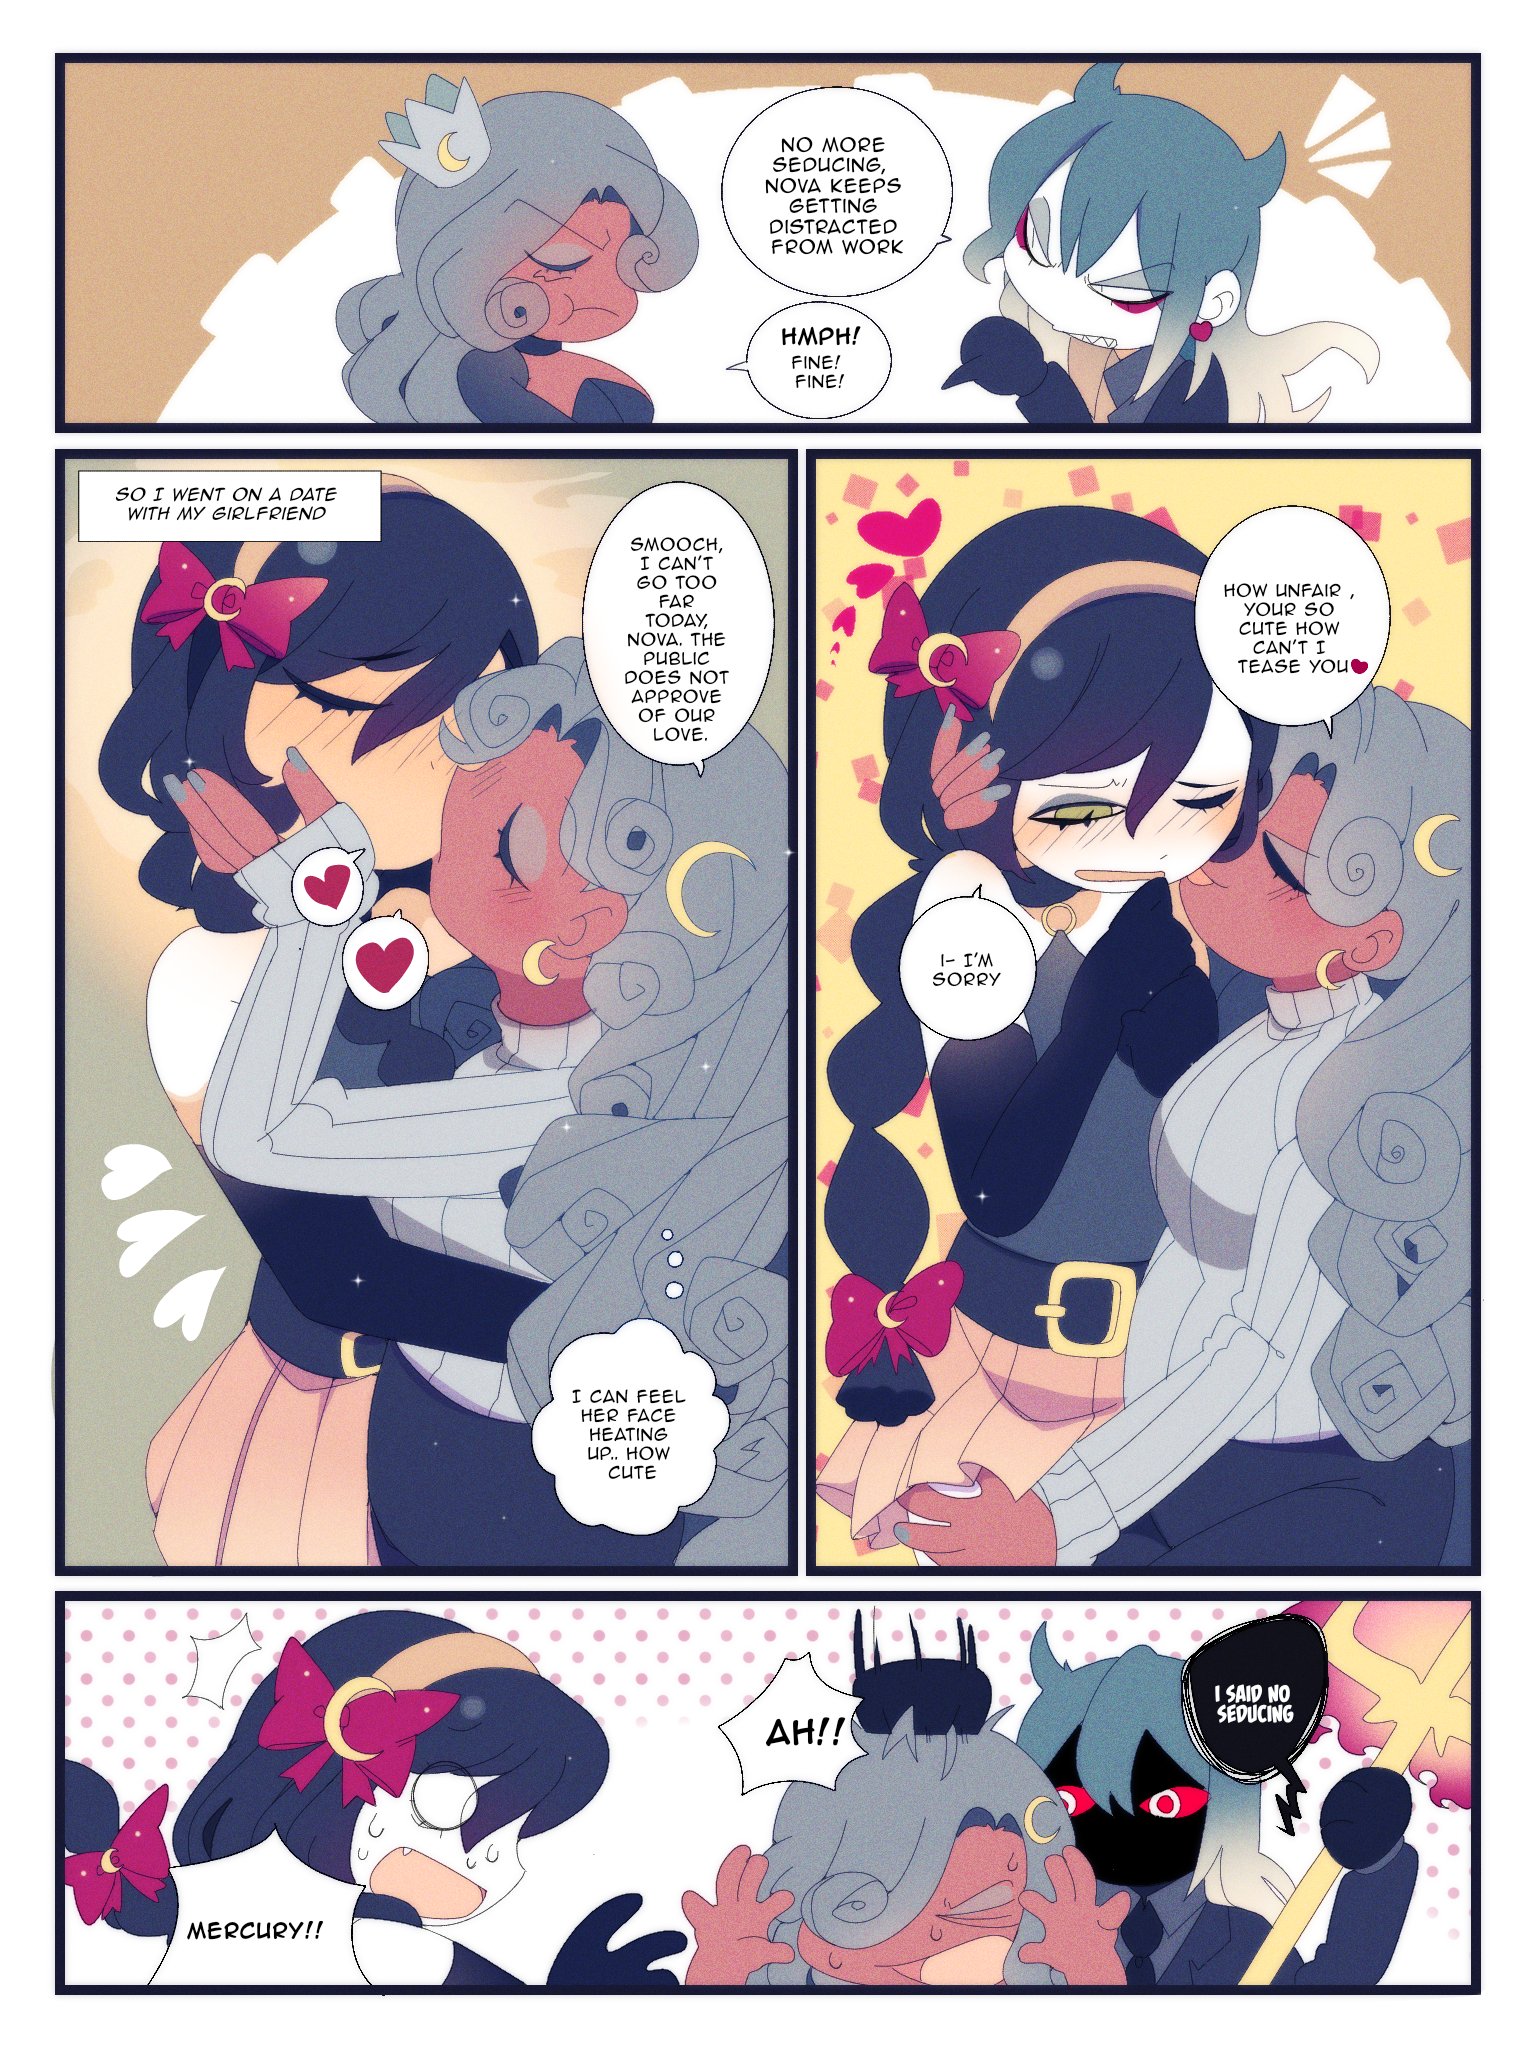 NO MORE
SEDUCING,
NOVA KEEPS
GETTING
DISTRACTED
FROM WORK
HMPH!
FINE!
FINE!
SO I WENT ON A DATE
WITH MY GIRLFRIEND
SMOOCH,
I CAN'T
GO TOO
FAR
TODAY,
NOVA. THE
PUBLIC
DOES NOT
APPROVE
OF OUR
LOVE.
I CAN FEEL
HER FACE
HEATING
UP.. HOW
CUTE
HOW UNFAIR ,
YOUR SO
CUTE HOW
CAN'T I
TEASE YOU
I- I'M
SORRY
MERCURY!!
AH!!
I SAID NO
SEDUCING